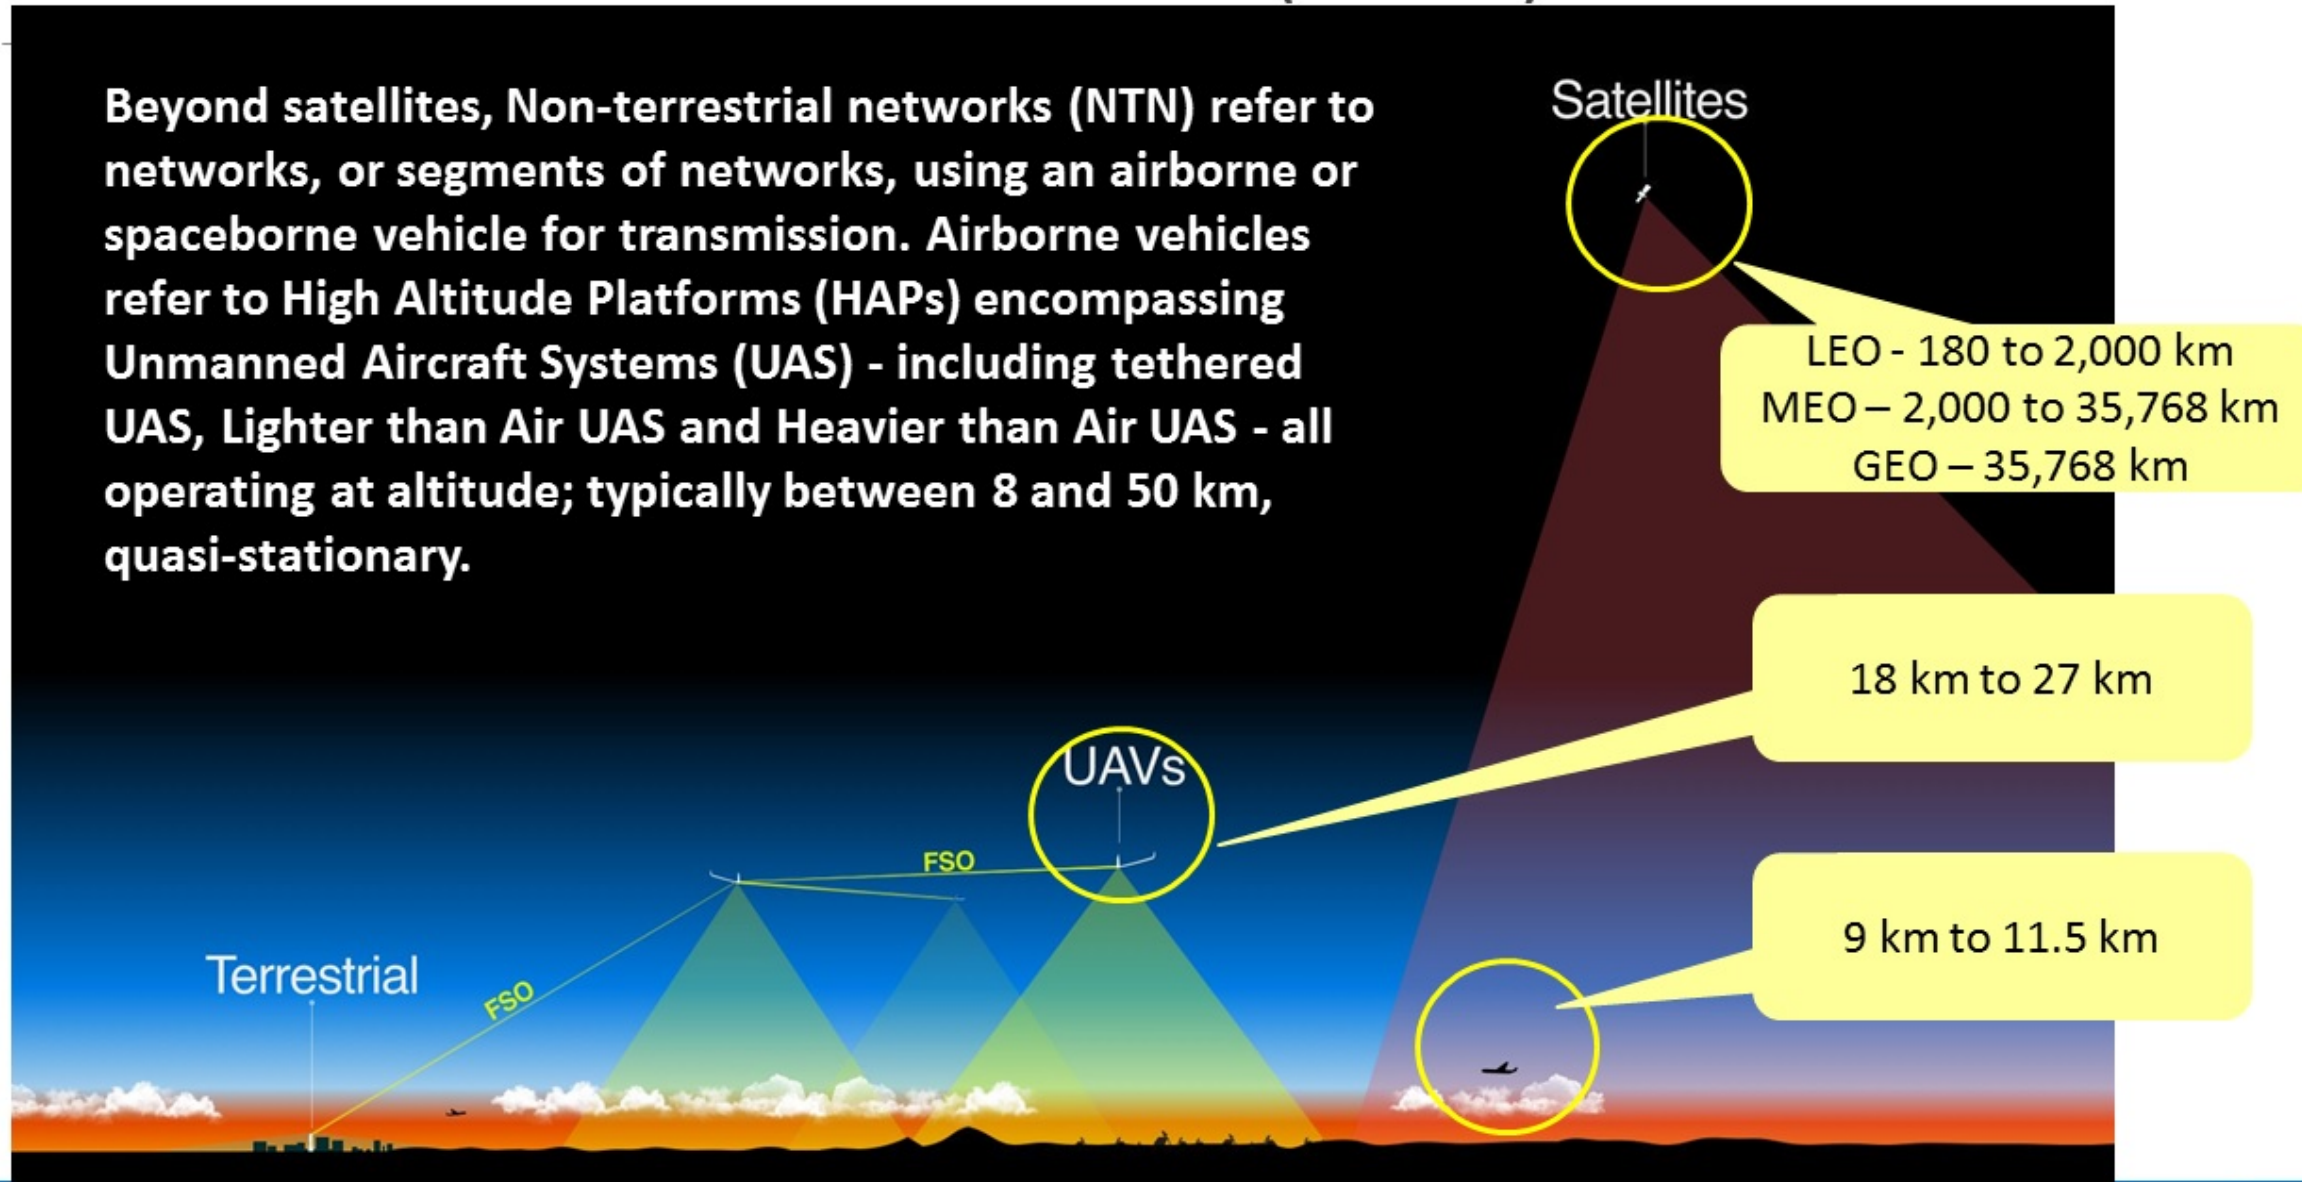 Beyond satellites, Non-terrestrial networks (NTN) refer to
networks, or segments of networks, using an airborne or
spaceborne vehicle for transmission. Airborne vehicles
refer to High Altitude Platforms (HAPs) encompassing
Unmanned Aircraft Systems (UAS) - including tethered
UAS, Lighter than Air UAS and Heavier than Air UAS - all
operating at altitude; typically between 8 and 50 km,
quasi-stationary.
Satellites
LEO - 180 to 2,000 km
MEO – 2,000 to 35,768 km
GEO – 35,768 km
18 km to 27 km
UAVs
FSO
9 km to 11.5 km
Terrestrial
FSO